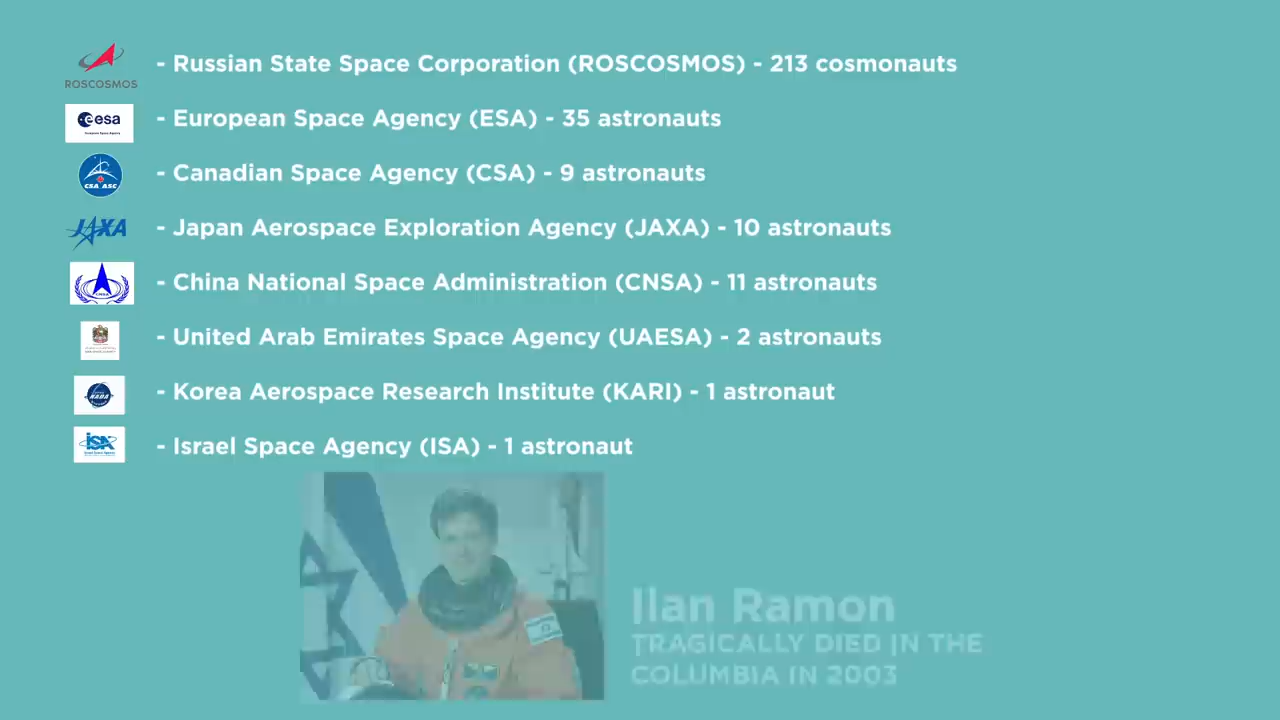 - Russian State Space Corporation (ROSCOSMOS) - 213 cosmonauts
ROSCOSMOS
esa
- European Space Agency (ESA) - 35 astronauts
- Canadian Space Agency (CSA) - 9 astronauts
CSA ASC
JAXA
- Japan Aerospace Exploration Agency (JAXA) - 10 astronauts
- China National Space Administration (CNSA) - 11 astronauts
- United Arab Emirates Space Agency (UAESA) - 2 astronauts
- Korea Aerospace Research Institute (KARI) - 1 astronaut
ISA
- Israel Space Agency (ISA) - 1 astronaut
Ilan Ramon
TRAGICALLY DIED IN THE
COLUMBIA IN 2003